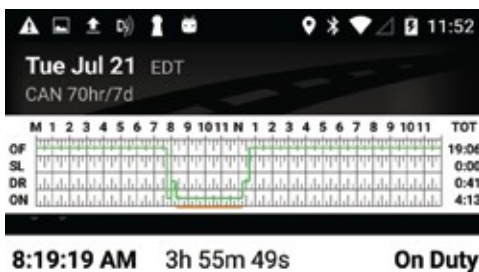 11:52
Tue Jul 21 EDT
CAN 70hr/7d
M 1 2 3 4 5 6 7 8 9 10 11 N 1 2 3 4 5 6 7 8 9 10 11 TOT
OF 19:06
SL 0:00
DR 0:41
ON 4:13
8:19:19 AM 3h 55m 49s On Duty